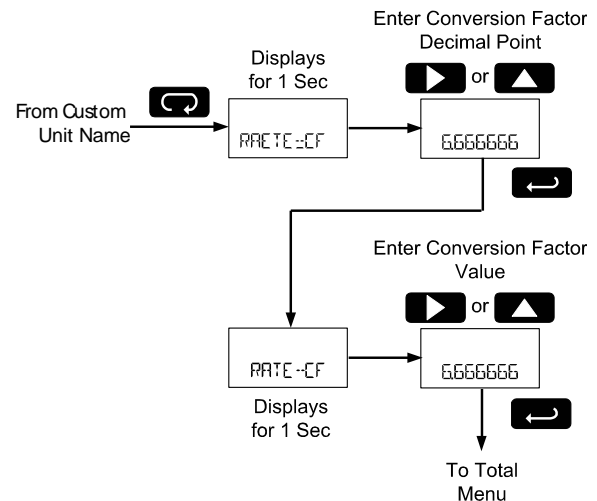 Enter Conversion Factor
Decimal Point
Displays
for 1 Sec
or
From Custom
Unit Name
6.666666
Enter Conversion Factor
Value
or
RATE--CF
6.666666
Displays
for 1 Sec
To Total
Menu